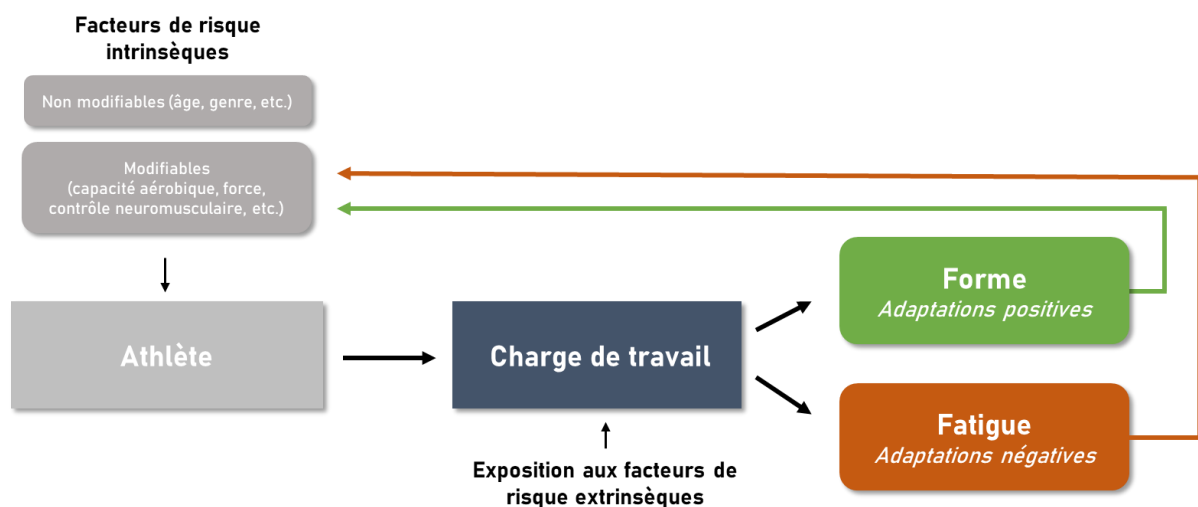 Facteurs de risque
intrinsèques
Non modifiables (âge, genre, etc.)
Modifiables
(capacité aérobique, force,
contrôle neuromusculaire, etc.)
Athlète
Charge de travail
Forme
Adaptations positives
Fatigue
Adaptations négatives
Exposition aux facteurs de
risque extrinsèques